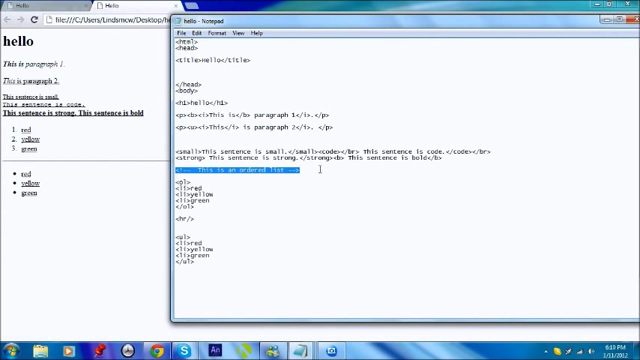 Hello
Hello
file:///C:/Users/Lindsmcw/Desktop/h
hello
This is paragraph 1.
This is paragraph 2.
This sentence is small.
This sentence is code.
This sentence is strong. This sentence is bold
1. red
2. yellow
3. green
• red
• yellow
• green
hello - Notepad
File Edit Format View Help
<html>
<head>
<title>Hello</title>
</head>
<body>
<h1>hello</h1>
<p><b><i>This is</b> paragraph 1</i>.</p>
<p><u><i>This</i> is paragraph 2</i>. </p>
<small>This sentence is small.</small><code></br> This sentence is code.</code></br>
<strong> This sentence is strong.</strong><b> This sentence is bold</b>
<!-- This is an ordered list -->
<ol>
<li>red
<li>yellow
<li>green
</ol>
<hr/>
<ul>
<li>red
<li>yellow
<li>green
</ul>
An
6:10 PM